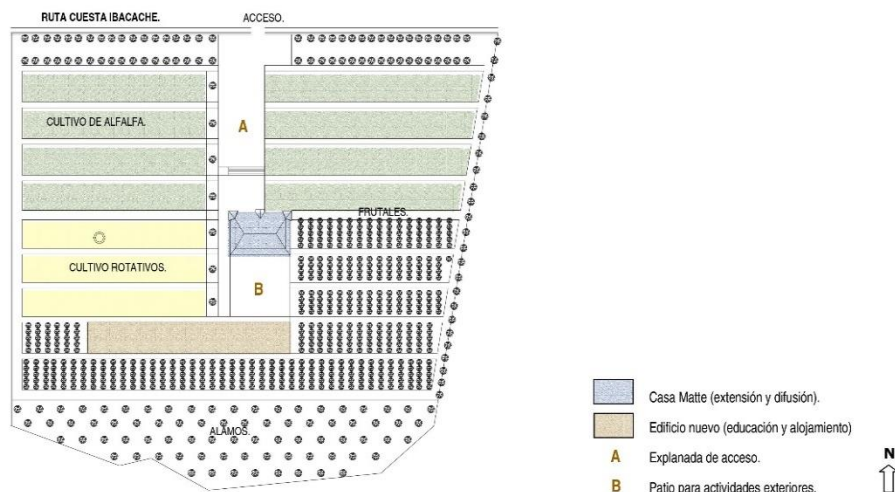 RUTA CUESTA IBACACHE.
ACCESO.
CULTIVO DE ALFALFA.
A
FRUTALES.
CULTIVO ROTATIVOS.
B
ALAMOS.
Casa Matte (extensión y difusión).
Edificio nuevo (educación y alojamiento)
A Explanada de acceso.
B Patio para actividades exteriores.
N